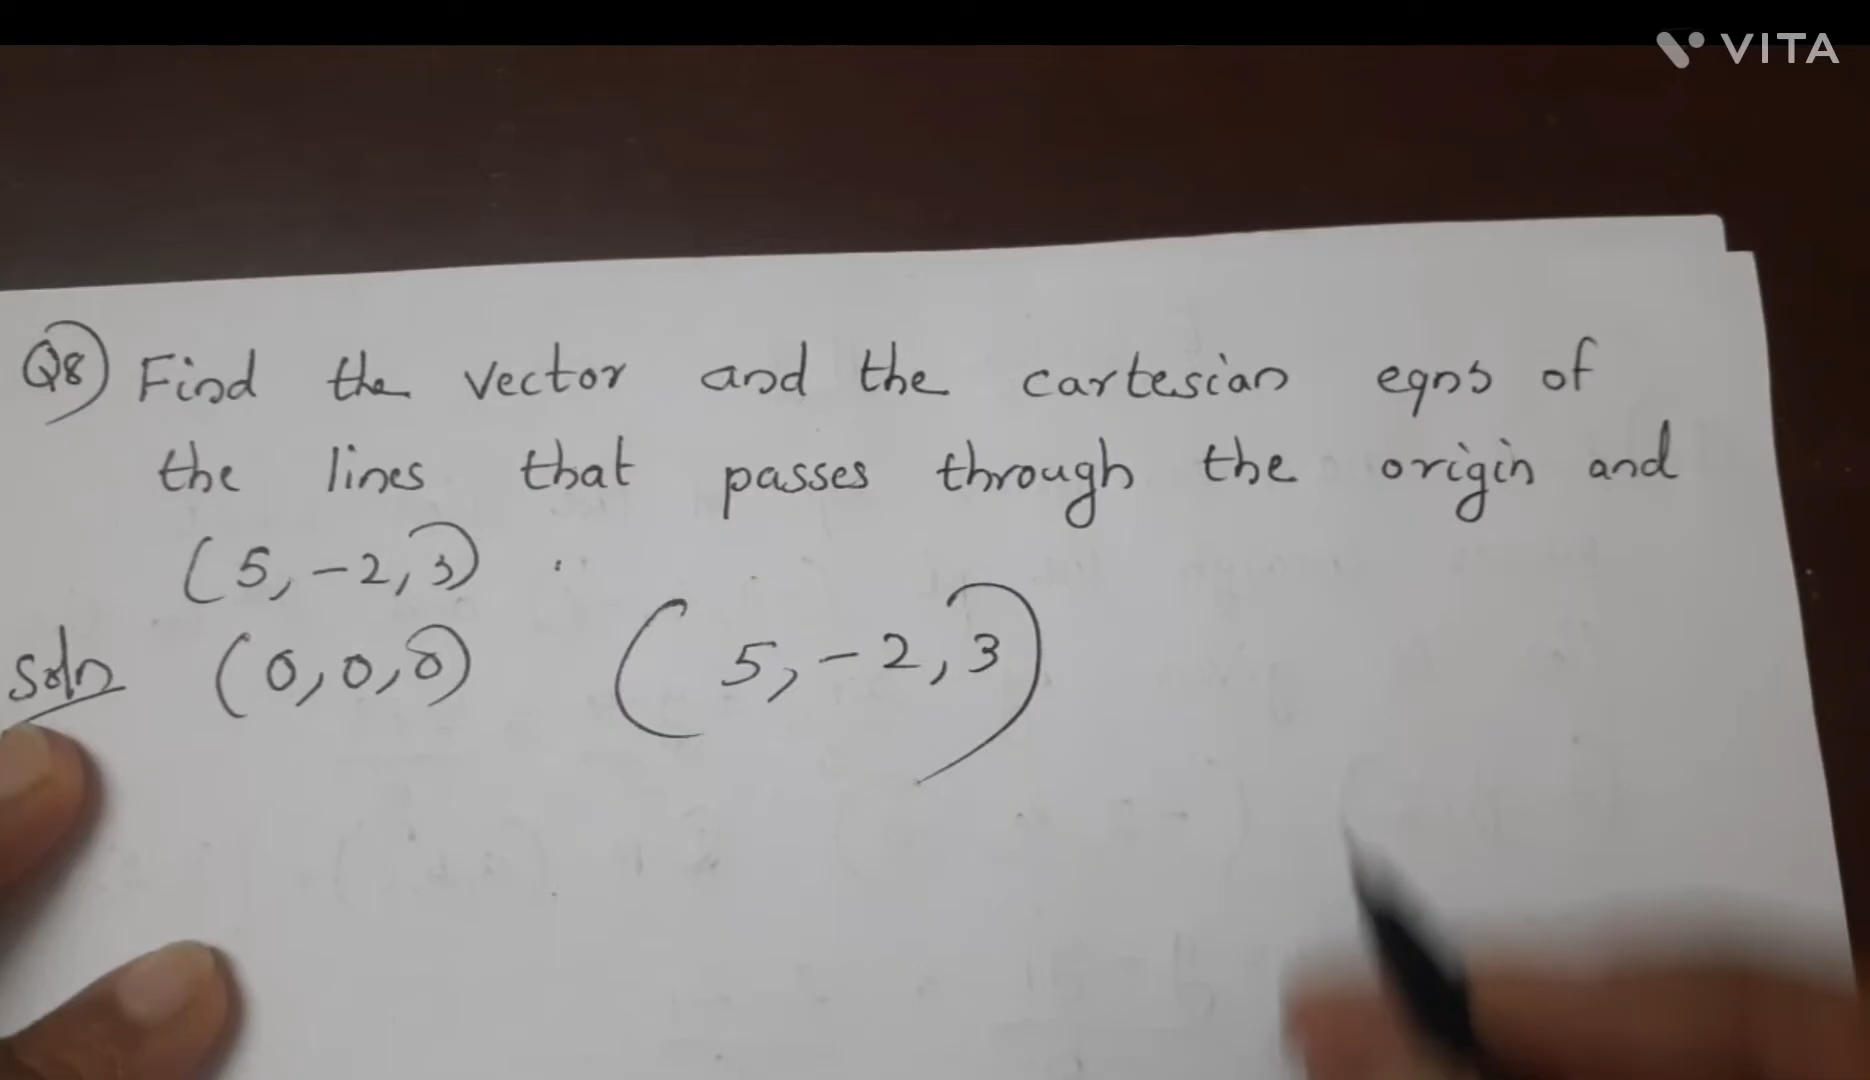 VITA
Q8) Find the vector and the cartesian eqns of
the lines that passes through the origin and
(5, -2, 3) .
Soln (0, 0, 0) (5, -2, 3)